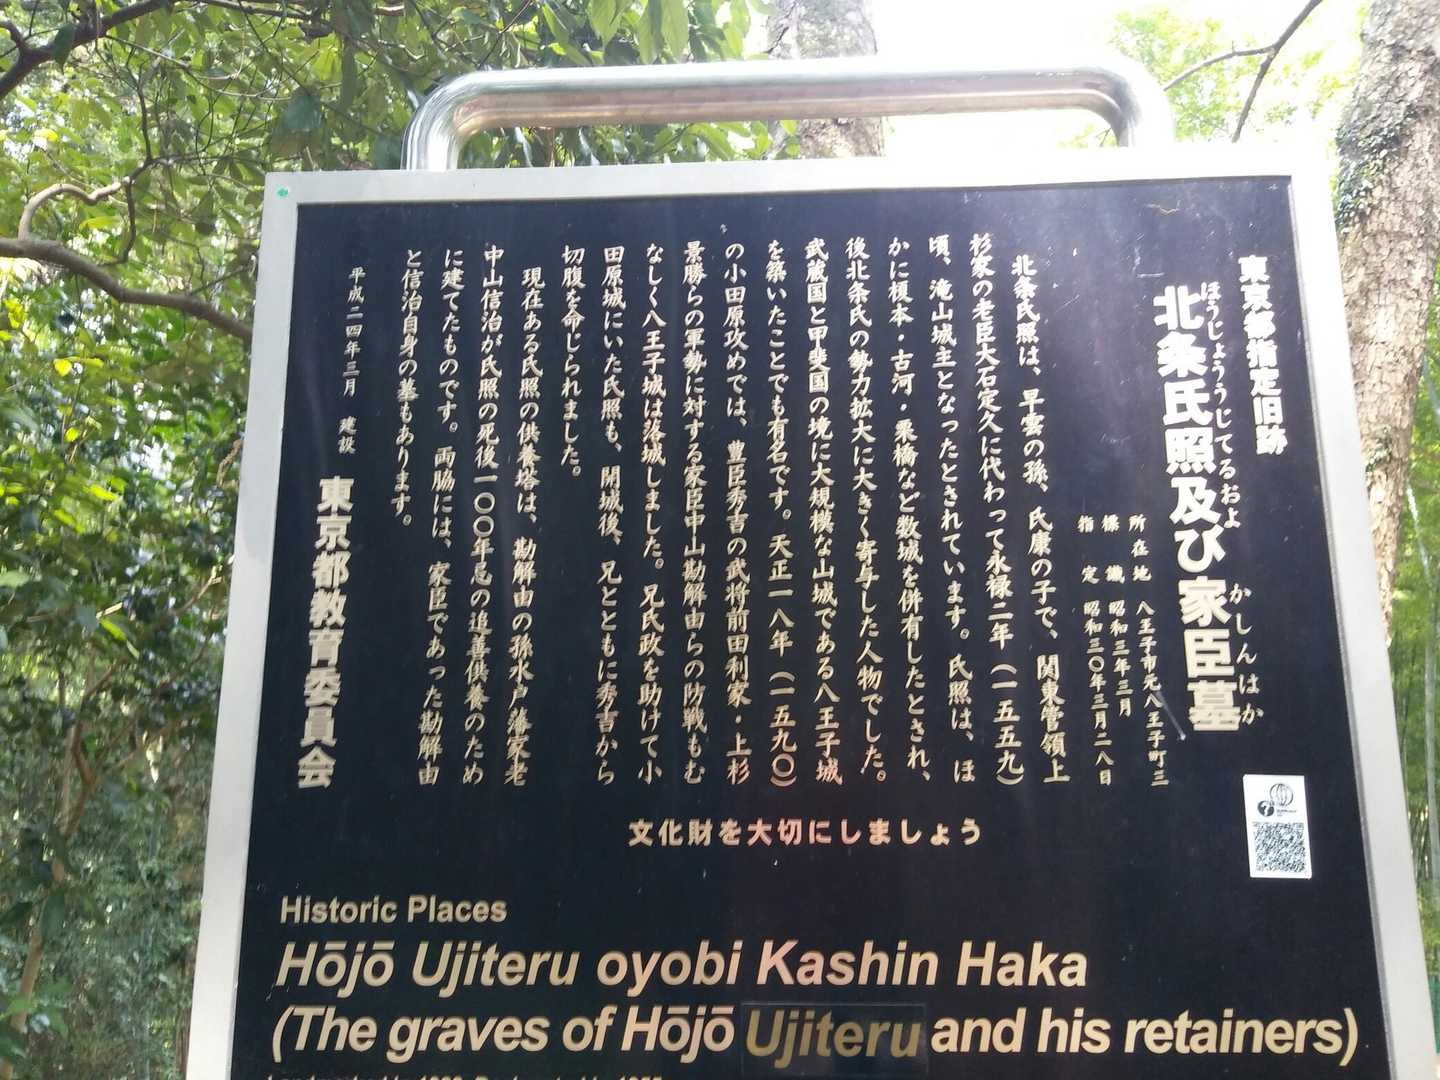 東京都指定旧跡
ほうじょううじてるおよ かしんはか
北条氏照及び家臣墓
所在地 八王子市元八王子町三
標識 昭和三年三月
指定 昭和三〇年三月二八日
北条氏照は、早雲の孫、氏康の子で、関東管領上
杉家の老臣大石定久に代わって永禄二年（一五五九）
頃、滝山城主となったとされています。氏照は、ほ
かに榎本・古河・栗橋など数城を併有したとされ、
後北条氏の勢力拡大に大きく寄与した人物でした。
武蔵国と甲斐国の境に大規模な山城である八王子城
を築いたことでも有名です。天正一八年（一五九〇）
の小田原攻めでは、豊臣秀吉の武将前田利家・上杉
景勝らの軍勢に対する家臣中山勘解由らの防戦もむ
なしく八王子城は落城しました。兄氏政を助けて小
田原城にいた氏照も、開城後、兄とともに秀吉から
切腹を命じられました。
現在ある氏照の供養塔は、勘解由の孫水戸藩家老
中山信治が氏照の死後一〇〇年忌の追善供養のため
に建てたものです。両脇には、家臣であった勘解由
と信治自身の墓もあります。
平成二四年三月 建設
東京都教育委員会
文化財を大切にしましょう
Historic Places
Hōjō Ujiteru oyobi Kashin Haka
(The graves of Hōjō Ujiteru and his retainers)